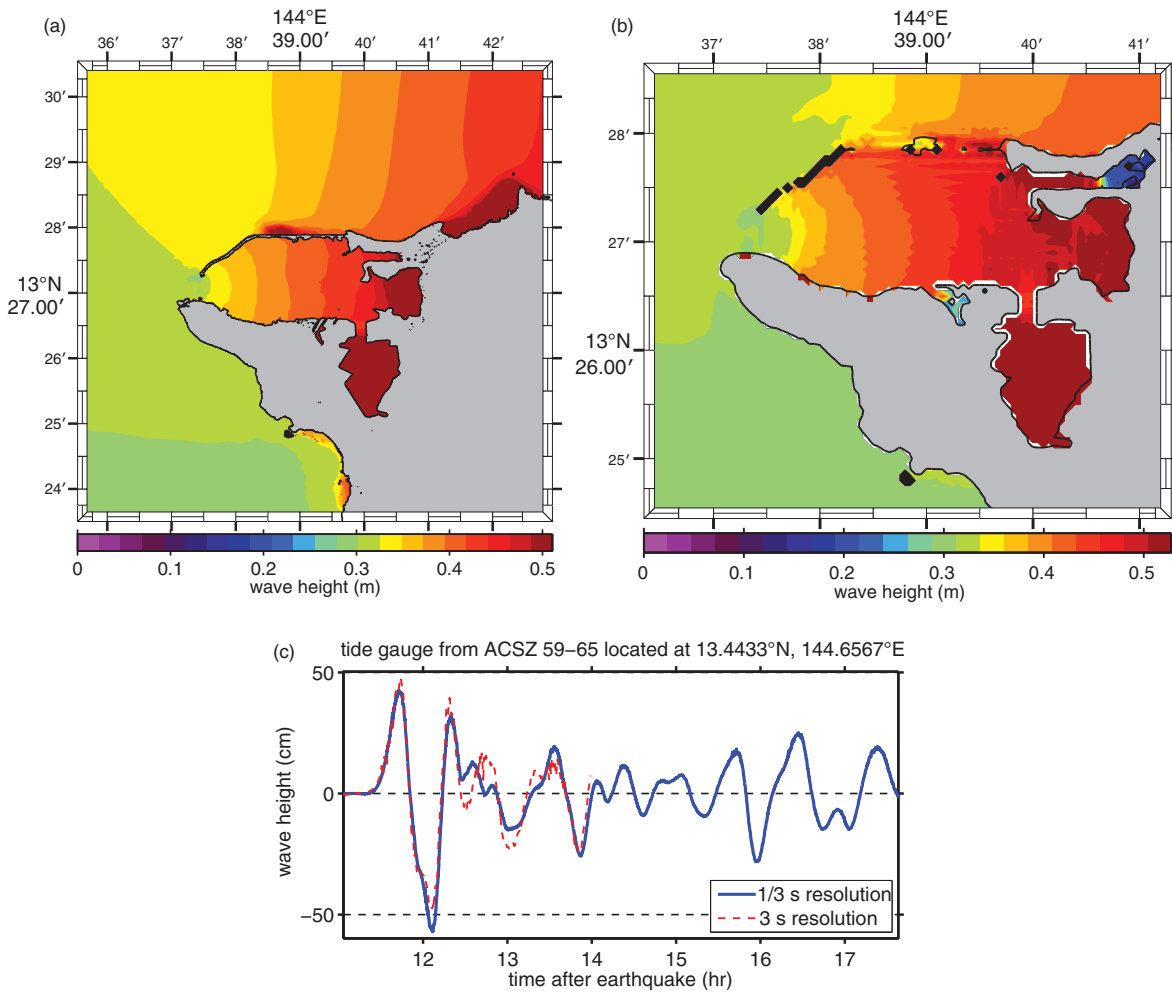 (a)
144°E
39.00′
36′ 37′ 38′ 40′ 41′ 42′
30′
29′
28′
13°N
27.00′
26′
25′
24′
0 0.1 0.2 0.3 0.4 0.5
wave height (m)
(b)
144°E
39.00′
37′ 38′ 40′ 41′
28′
27′
13°N
26.00′
25′
0 0.1 0.2 0.3 0.4 0.5
wave height (m)
(c) tide gauge from ACSZ 59–65 located at 13.4433°N, 144.6567°E
50
0
−50
wave height (cm)
1/3 s resolution
3 s resolution
12 13 14 15 16 17
time after earthquake (hr)